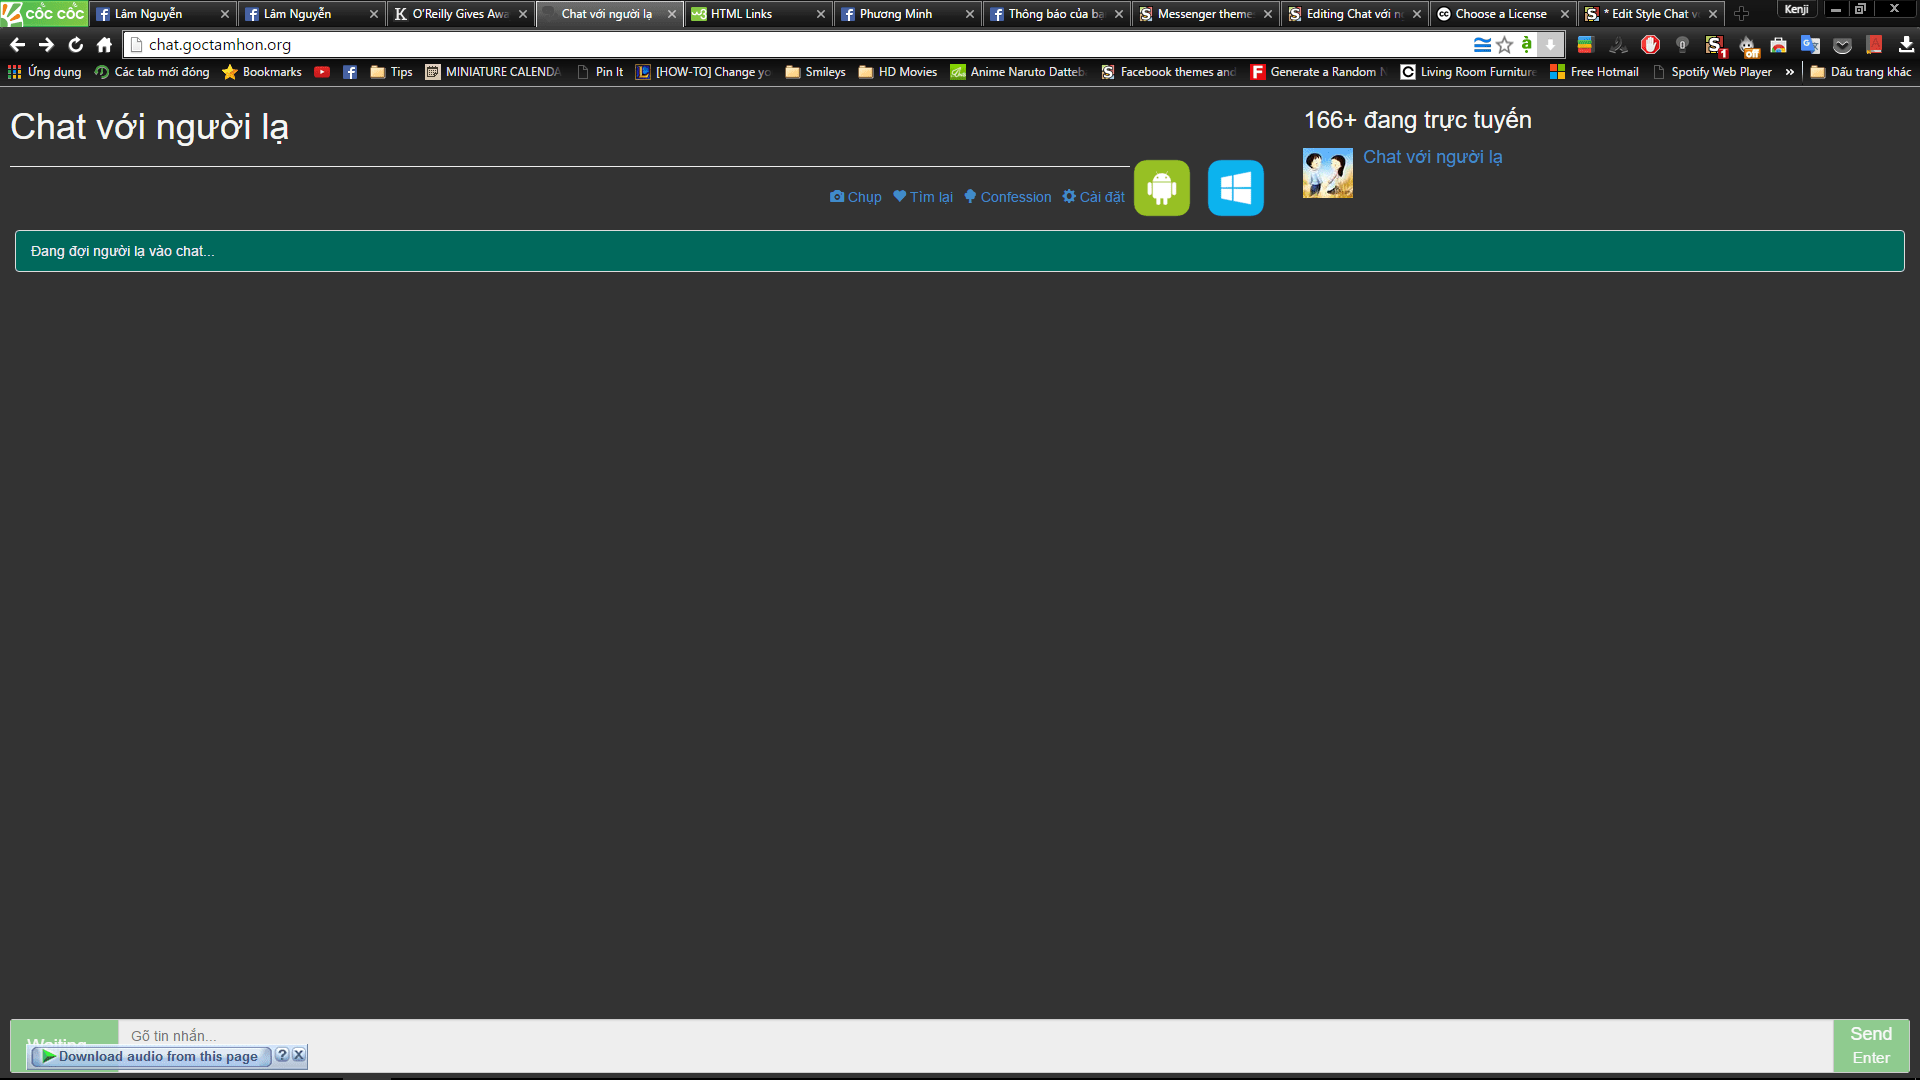 cốc cốc
Lâm Nguyễn
Lâm Nguyễn
O'Reilly Gives Awa
Chat với người lạ
HTML Links
Phương Minh
Thông báo của bạ
Messenger theme
Editing Chat với n
Choose a License
* Edit Style Chat v
Kenji
chat.goctamhon.org
Ứng dụng
Các tab mới đóng
Bookmarks
Tips
MINIATURE CALENDA
Pin It
[HOW-TO] Change yo
Smileys
HD Movies
Anime Naruto Datteb
Facebook themes and
Generate a Random N
Living Room Furniture
Free Hotmail
Spotify Web Player
»
Dấu trang khác
Chat với người lạ
166+ đang trực tuyến
Chat với người lạ
Chụp
Tìm lại
Confession
Cài đặt
Đang đợi người lạ vào chat...
Gõ tin nhắn...
Download audio from this page
Send
Enter